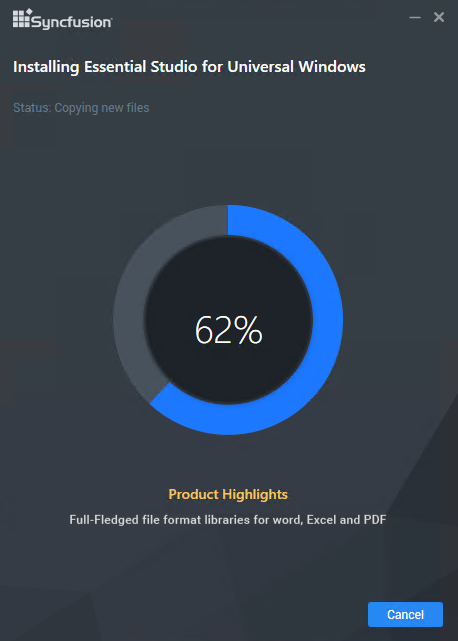 Syncfusion
Installing Essential Studio for Universal Windows
Status: Copying new files
62%
Product Highlights
Full-Fledged file format libraries for word, Excel and PDF
Cancel